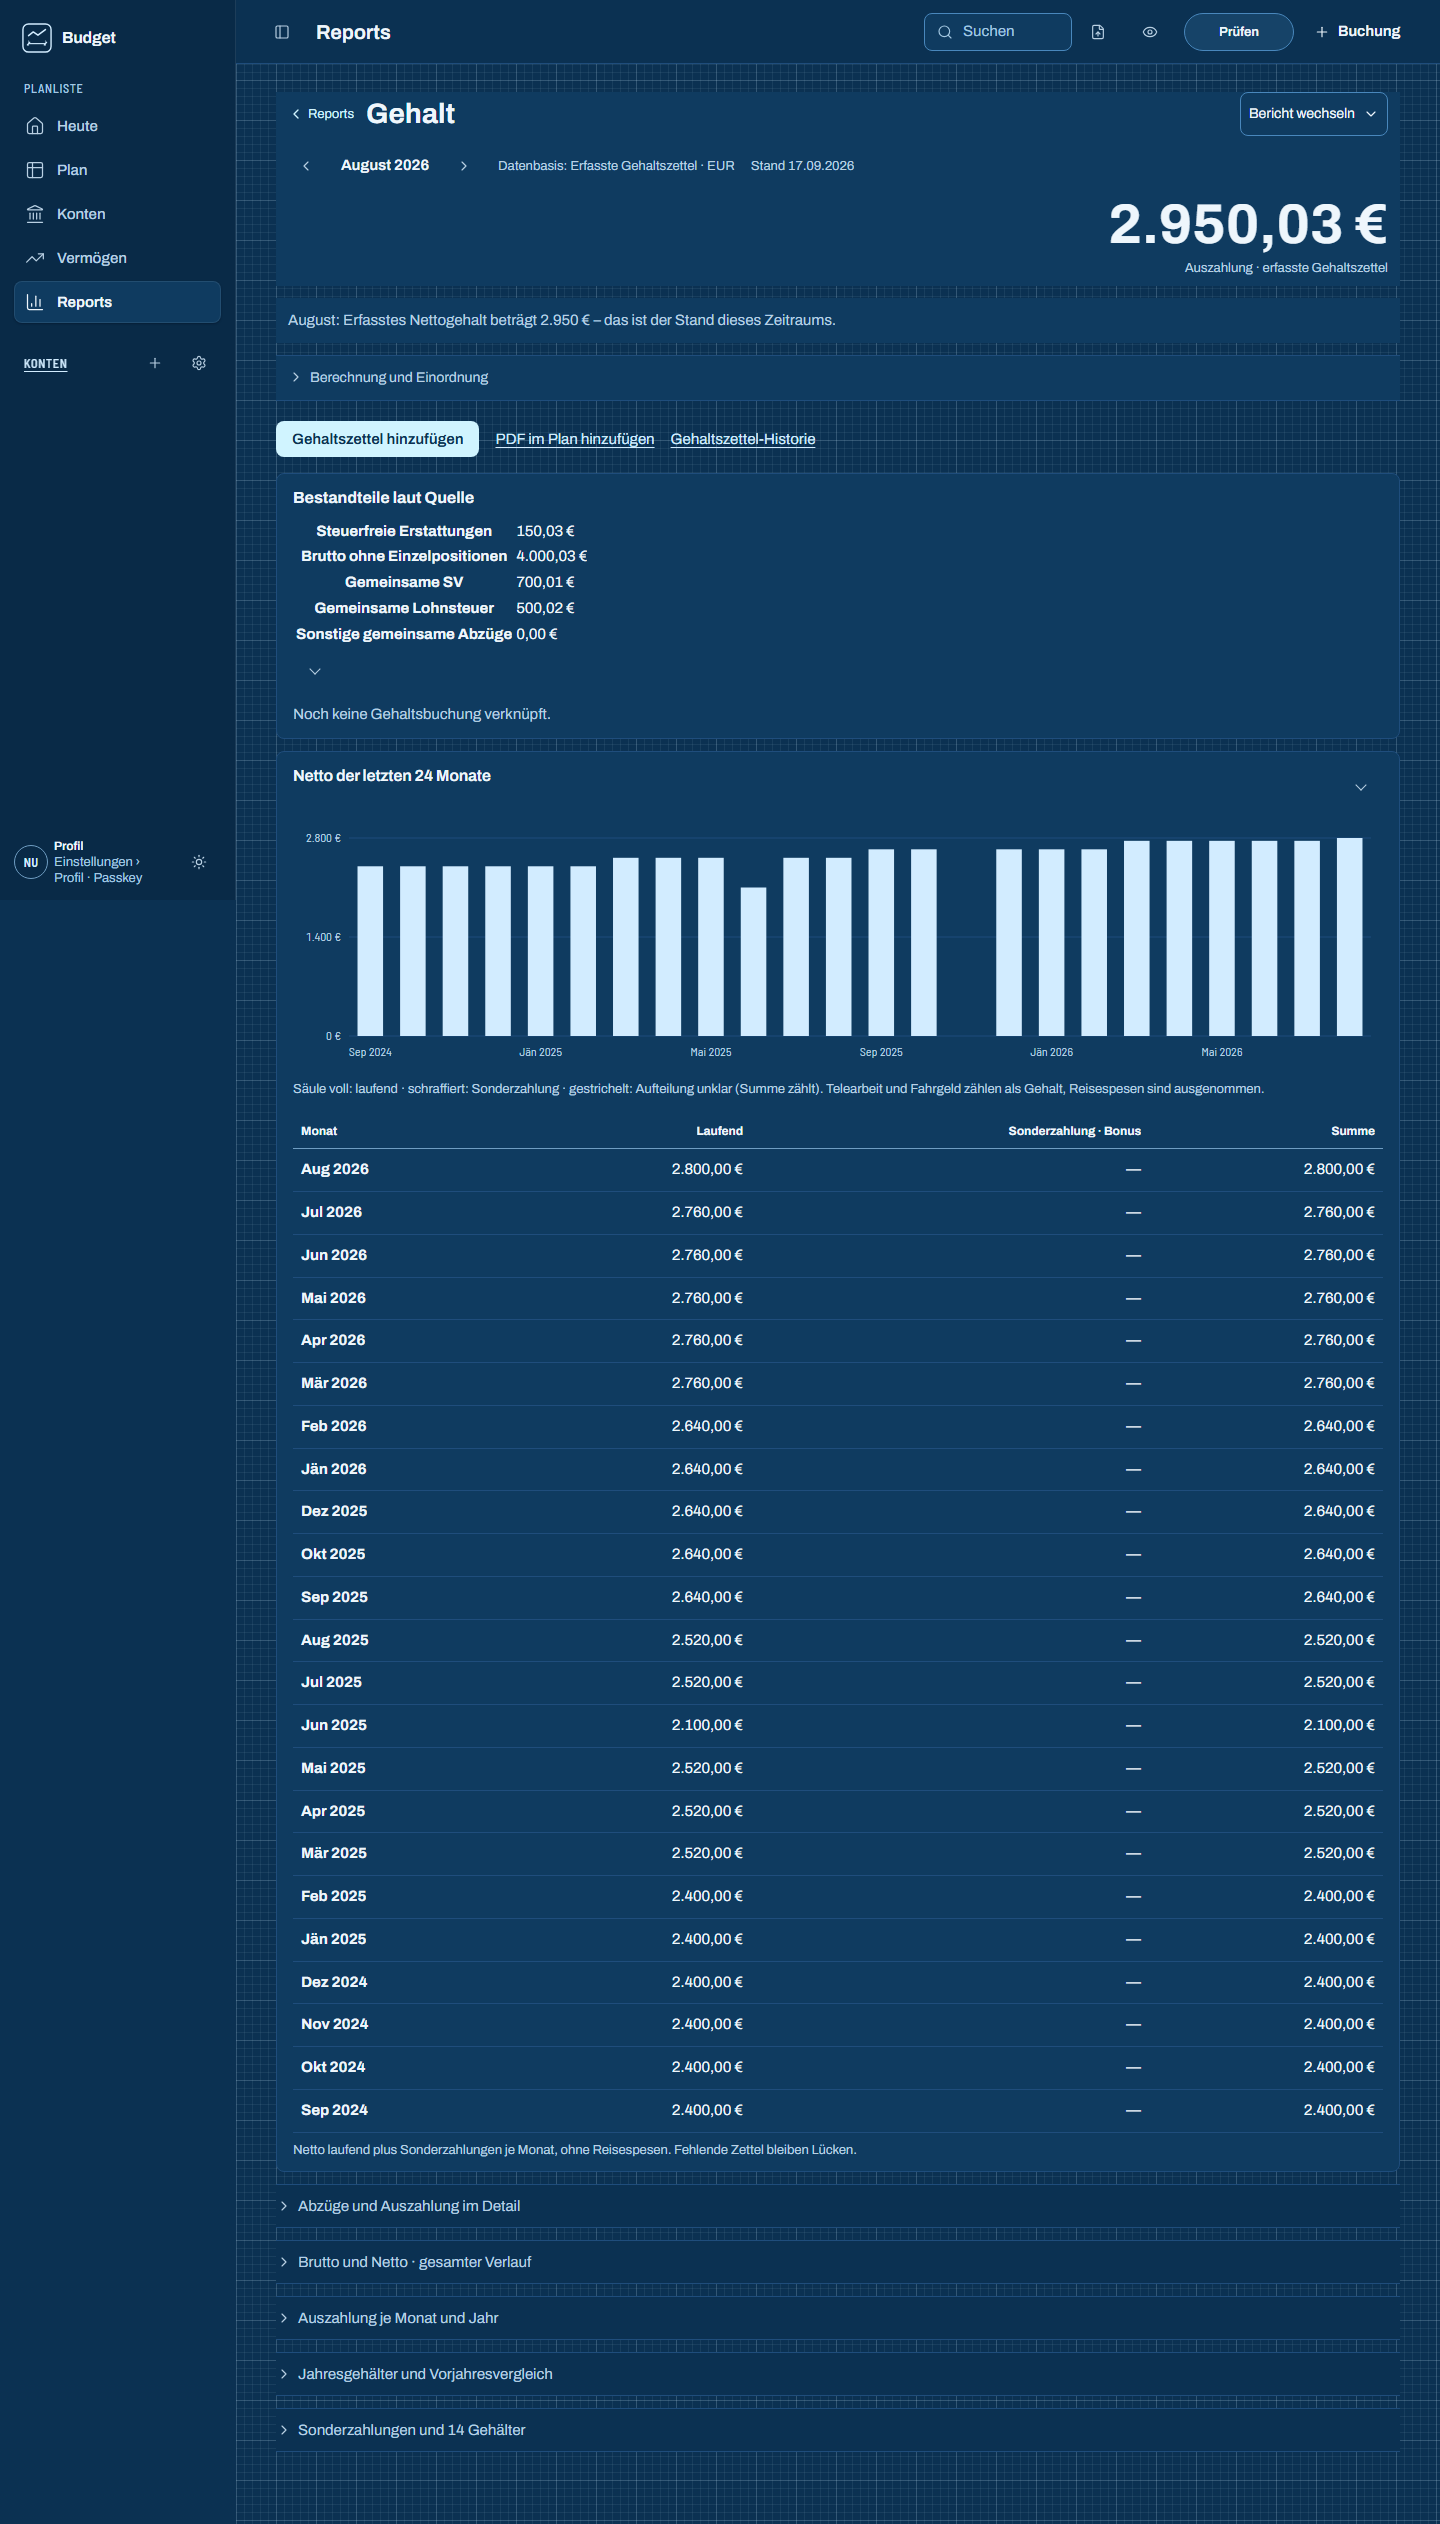 Budget
PLANLISTE
Heute
Plan
Konten
Vermögen
Reports
KONTEN
NU
Profil
Einstellungen ›
Profil · Passkey
Reports
Suchen
Prüfen
Buchung
Reports
Gehalt
Bericht wechseln
August 2026
Datenbasis: Erfasste Gehaltszettel · EUR
Stand 17.09.2026
2.950,03 €
Auszahlung · erfasste Gehaltszettel
August: Erfasstes Nettogehalt beträgt 2.950 € – das ist der Stand dieses Zeitraums.
Berechnung und Einordnung
Gehaltszettel hinzufügen PDF im Plan hinzufügen Gehaltszettel-Historie
Bestandteile laut Quelle
Steuerfreie Erstattungen 150,03 €
Brutto ohne Einzelpositionen 4.000,03 €
Gemeinsame SV 700,01 €
Gemeinsame Lohnsteuer 500,02 €
Sonstige gemeinsame Abzüge 0,00 €
Noch keine Gehaltsbuchung verknüpft.
Netto der letzten 24 Monate
2.800 €
1.400 €
0 €
Sep 2024 Jän 2025 Mai 2025 Sep 2025 Jän 2026 Mai 2026
Säule voll: laufend · schraffiert: Sonderzahlung · gestrichelt: Aufteilung unklar (Summe zählt). Telearbeit und Fahrgeld zählen als Gehalt, Reisespesen sind ausgenommen.
Monat Laufend Sonderzahlung · Bonus Summe
Aug 2026 2.800,00 € — 2.800,00 €
Jul 2026 2.760,00 € — 2.760,00 €
Jun 2026 2.760,00 € — 2.760,00 €
Mai 2026 2.760,00 € — 2.760,00 €
Apr 2026 2.760,00 € — 2.760,00 €
Mär 2026 2.760,00 € — 2.760,00 €
Feb 2026 2.640,00 € — 2.640,00 €
Jän 2026 2.640,00 € — 2.640,00 €
Dez 2025 2.640,00 € — 2.640,00 €
Okt 2025 2.640,00 € — 2.640,00 €
Sep 2025 2.640,00 € — 2.640,00 €
Aug 2025 2.520,00 € — 2.520,00 €
Jul 2025 2.520,00 € — 2.520,00 €
Jun 2025 2.100,00 € — 2.100,00 €
Mai 2025 2.520,00 € — 2.520,00 €
Apr 2025 2.520,00 € — 2.520,00 €
Mär 2025 2.520,00 € — 2.520,00 €
Feb 2025 2.400,00 € — 2.400,00 €
Jän 2025 2.400,00 € — 2.400,00 €
Dez 2024 2.400,00 € — 2.400,00 €
Nov 2024 2.400,00 € — 2.400,00 €
Okt 2024 2.400,00 € — 2.400,00 €
Sep 2024 2.400,00 € — 2.400,00 €
Netto laufend plus Sonderzahlungen je Monat, ohne Reisespesen. Fehlende Zettel bleiben Lücken.
Abzüge und Auszahlung im Detail
Brutto und Netto · gesamter Verlauf
Auszahlung je Monat und Jahr
Jahresgehälter und Vorjahresvergleich
Sonderzahlungen und 14 Gehälter